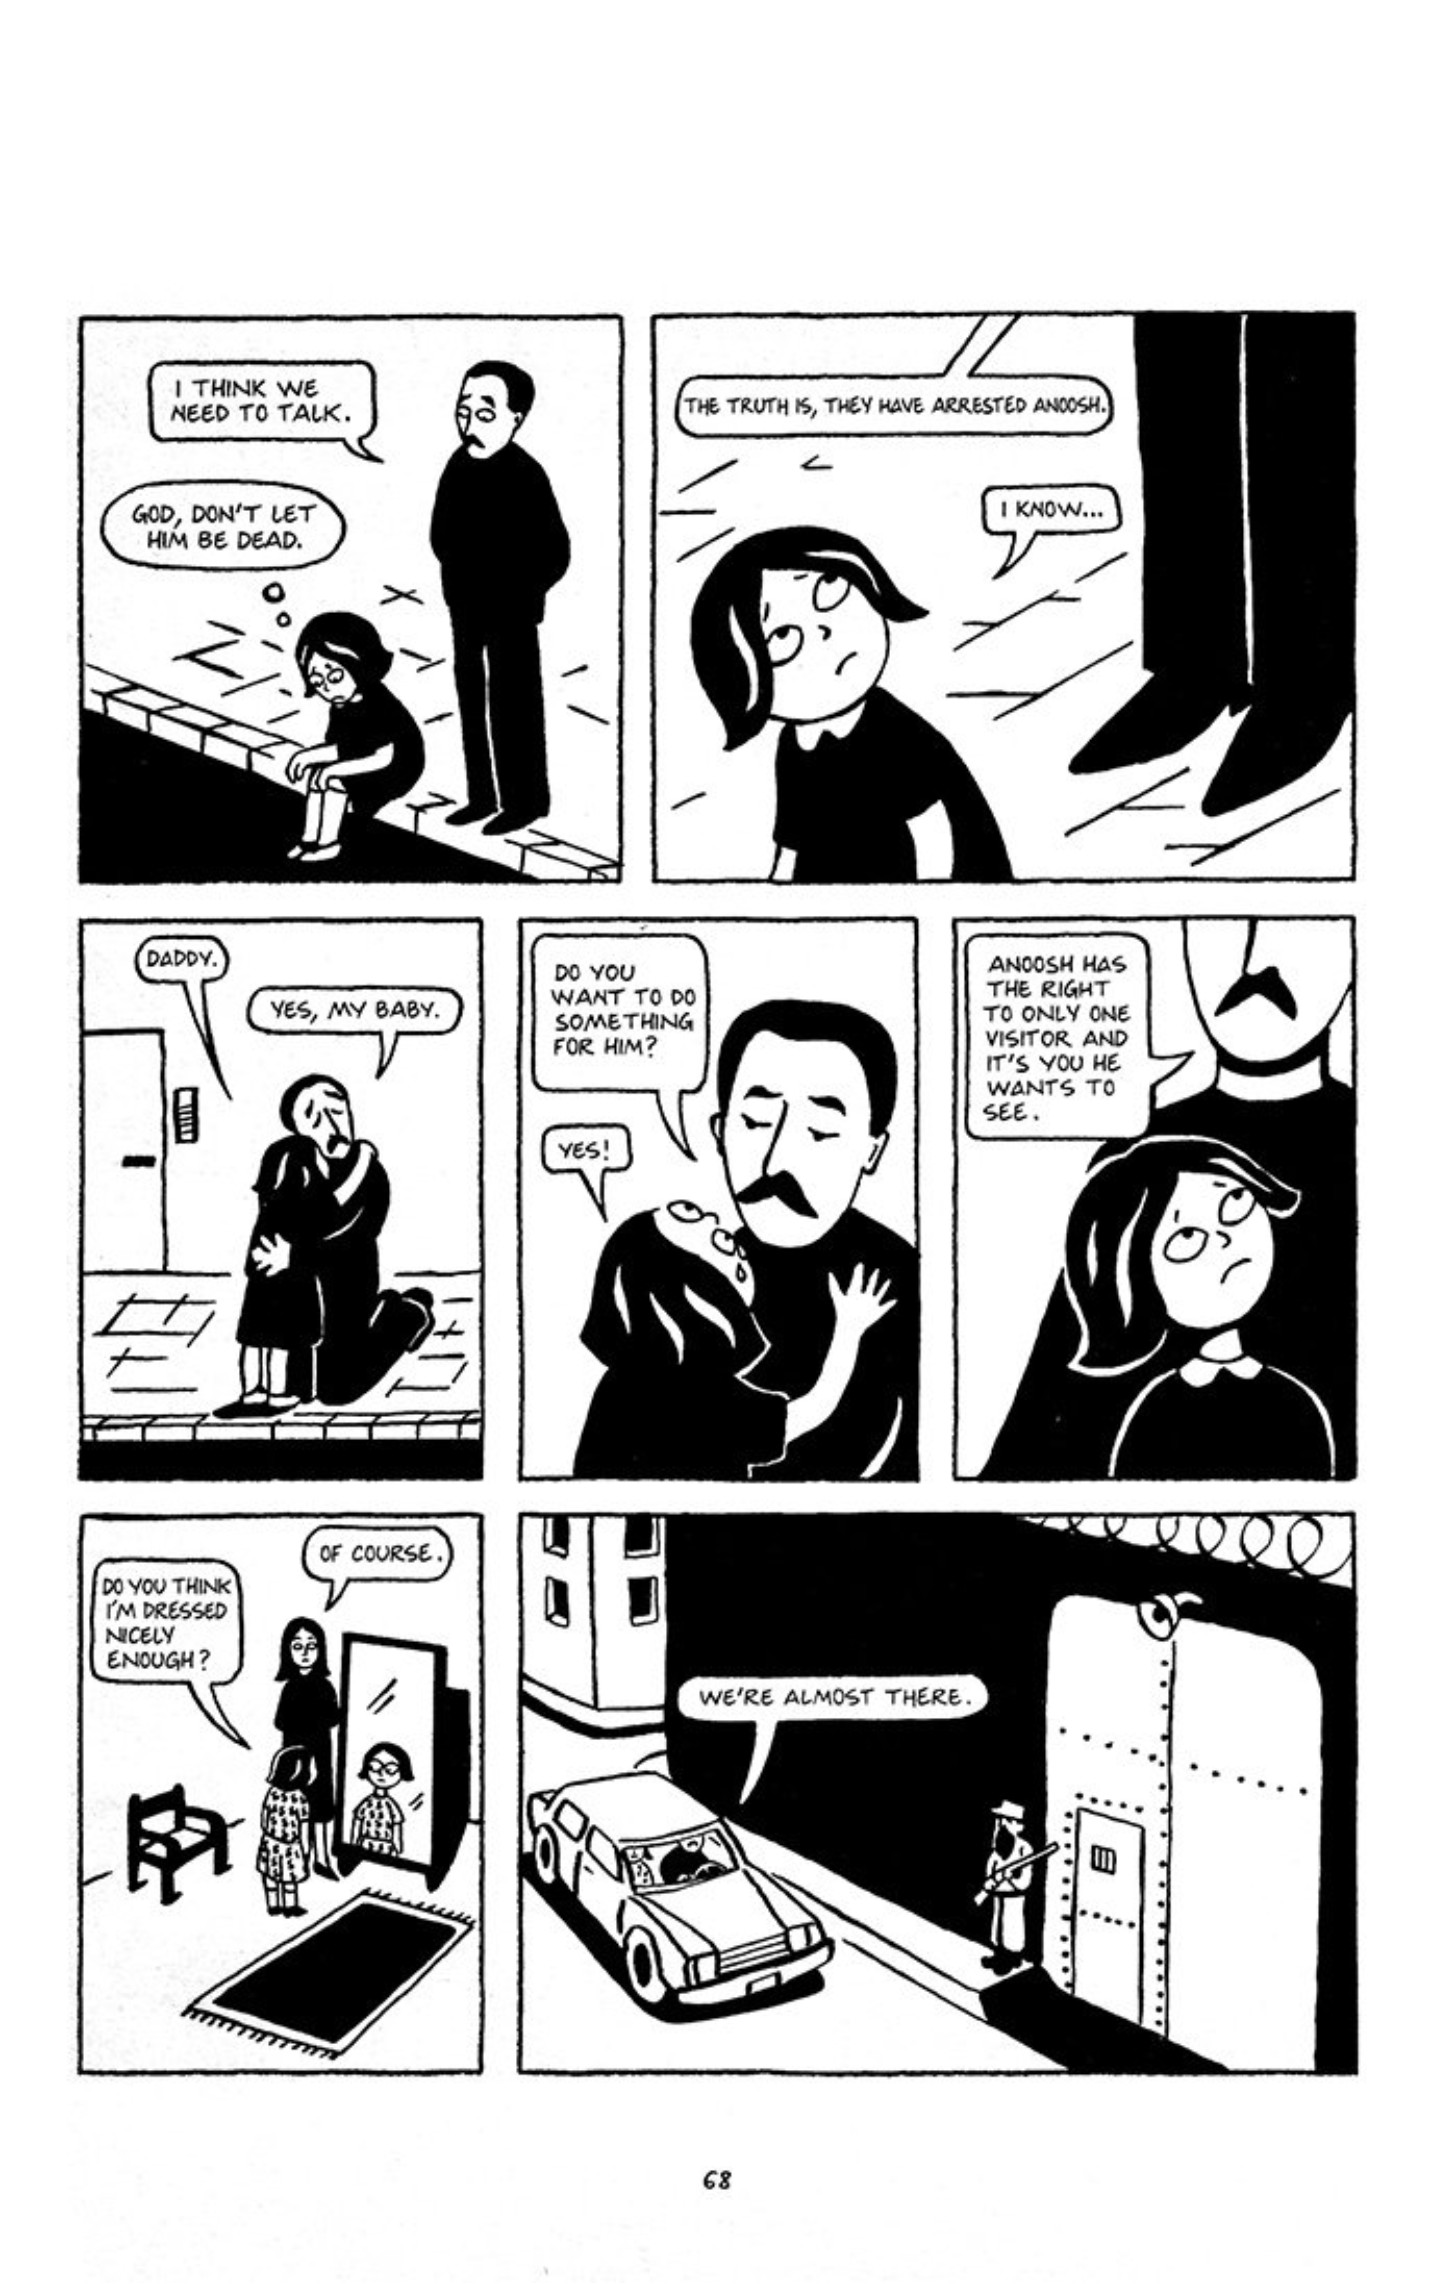 I THINK WE
NEED TO TALK.
GOD, DON'T LET
HIM BE DEAD.
THE TRUTH IS, THEY HAVE ARRESTED ANOOSH.
I KNOW...
DADDY.
YES, MY BABY.
DO YOU
WANT TO DO
SOMETHING
FOR HIM?
YES!
ANOOSH HAS
THE RIGHT
TO ONLY ONE
VISITOR AND
IT'S YOU HE
WANTS TO
SEE.
DO YOU THINK
I'M DRESSED
NICELY
ENOUGH?
OF COURSE.
WE'RE ALMOST THERE.
68